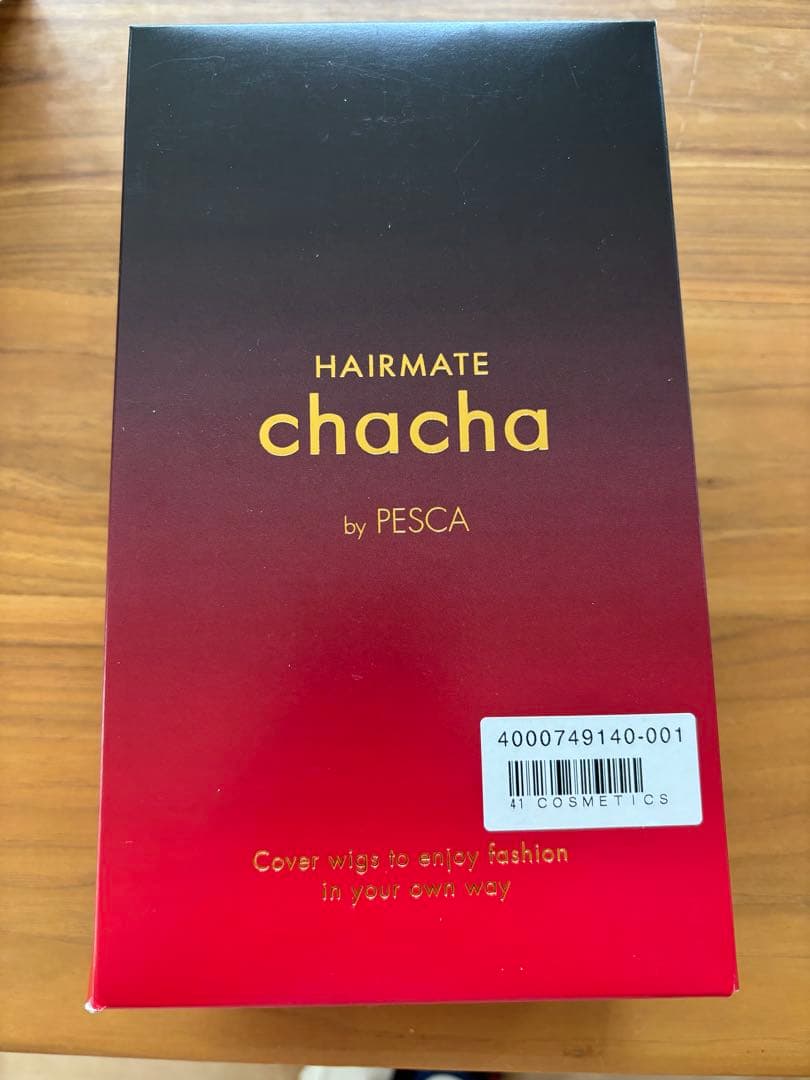 HAIRMATE
chacha
by PESCA
4000749140-001
41 COSMETICS
Cover wigs to enjoy fashion
in your own way